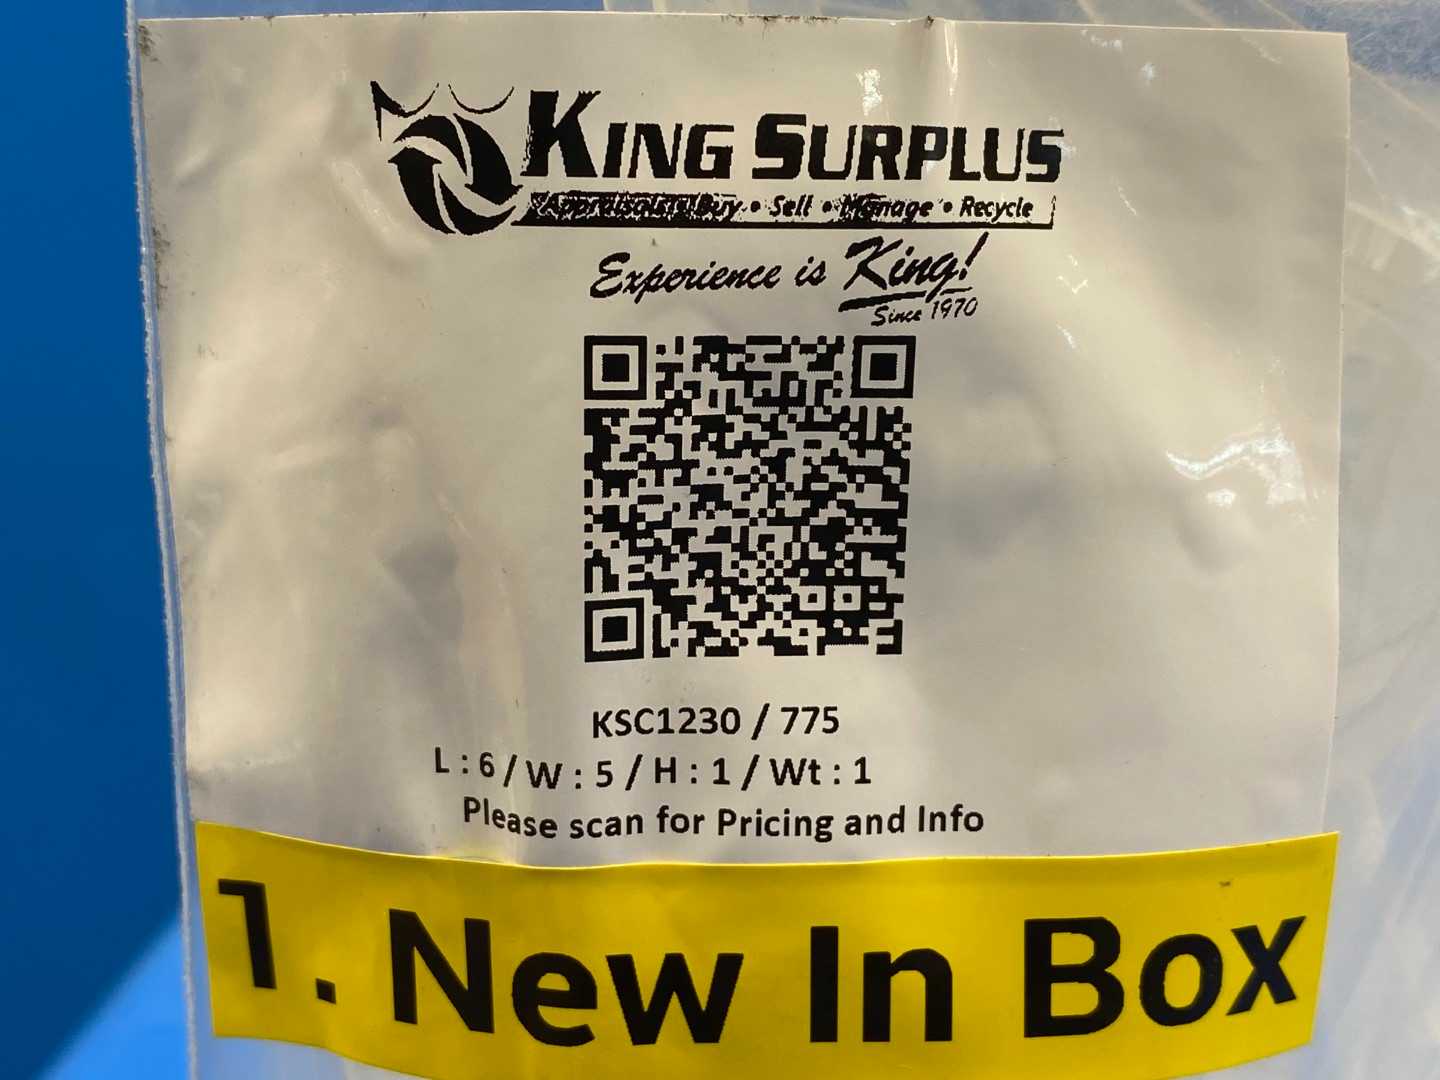 KING SURPLUS
Appraisals • Buy • Sell • Manage • Recycle
Experience is King!
Since 1970
KSC1230 / 775
L : 6 / W : 5 / H : 1 / Wt : 1
Please scan for Pricing and Info
1. New In Box